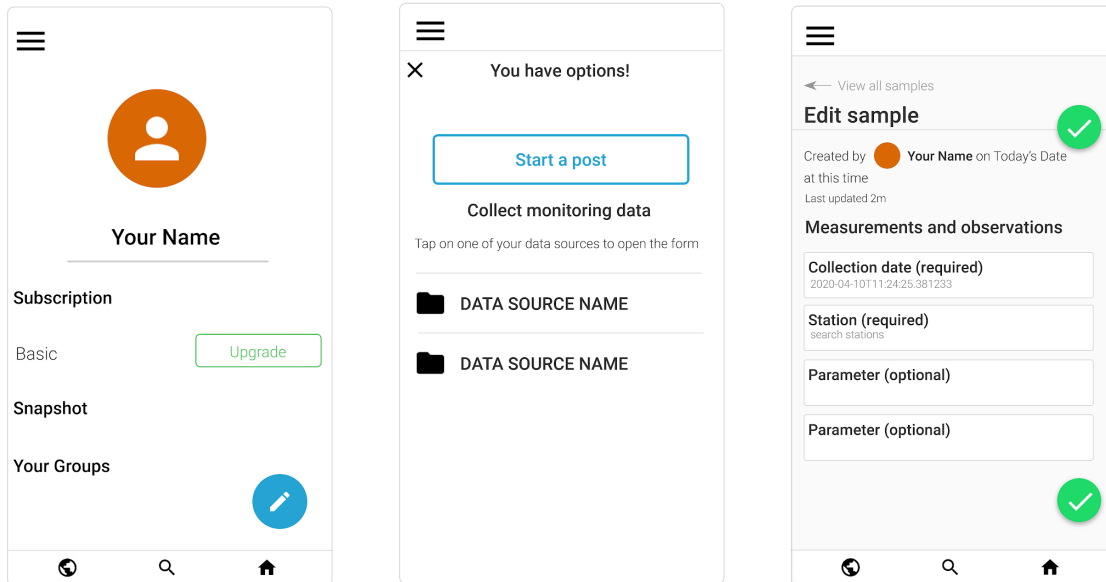 Your Name
Subscription
Basic
Upgrade
Snapshot
Your Groups
You have options!
Start a post
Collect monitoring data
Tap on one of your data sources to open the form
DATA SOURCE NAME
DATA SOURCE NAME
View all samples
Edit sample
Created by Your Name on Today's Date
at this time
Last updated 2m
Measurements and observations
Collection date (required)
2020-04-10T11:24:25.381233
Station (required)
search stations
Parameter (optional)
Parameter (optional)